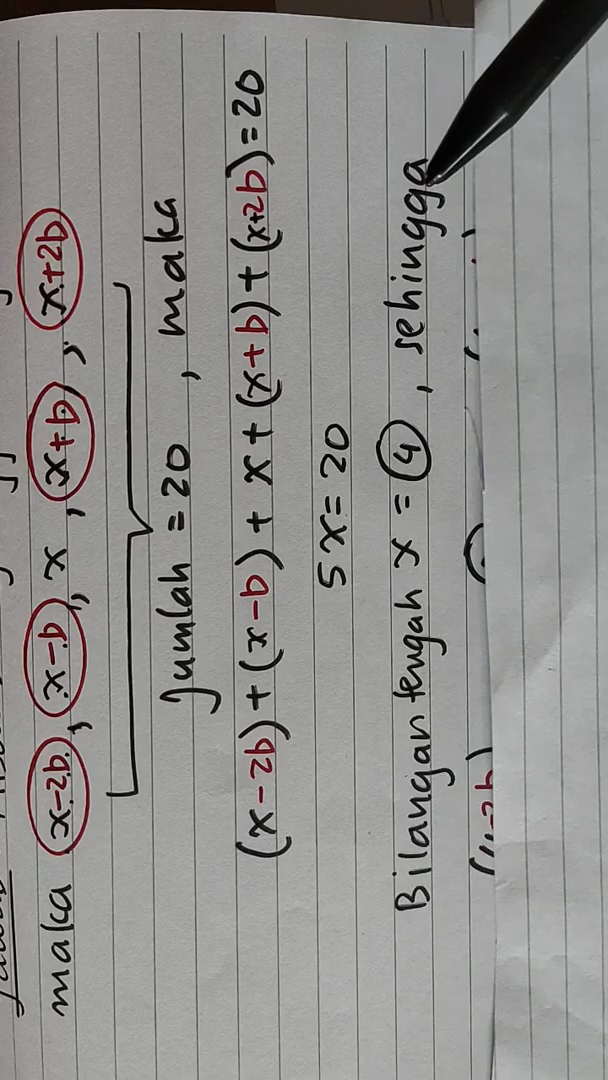 maka x-2b, x-b, x, x+b, x+2b
Jumlah = 20, maka
(x-2b)+(x-b)+x+(x+b)+(x+2b)=20
5x=20
Bilangan tengah x = 4, sehingga